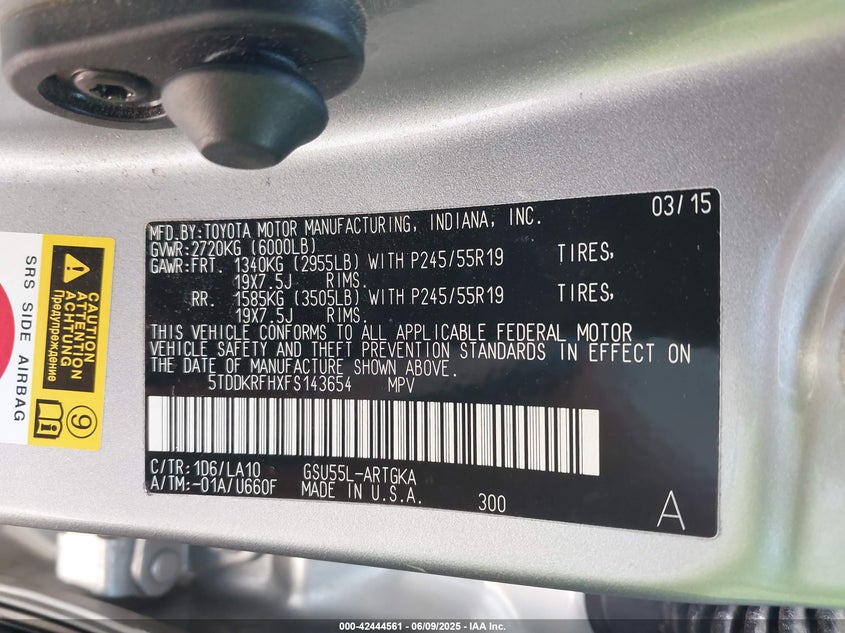 03/15
MFD.BY:TOYOTA MOTOR MANUFACTURING, INDIANA, INC.
GVWR:2720KG (6000LB)
GAWR:FRT. 1340KG (2955LB) WITH P245/55R19 TIRES,
19X7.5J RIMS.
RR. 1585KG (3505LB) WITH P245/55R19 TIRES,
19X7.5J RIMS.
THIS VEHICLE CONFORMS TO ALL APPLICABLE FEDERAL MOTOR
VEHICLE SAFETY AND THEFT PREVENTION STANDARDS IN EFFECT ON
THE DATE OF MANUFACTURE SHOWN ABOVE.
5TDDKRFHXFS143654 MPV
C/TR:1D6/LA10 GSU55L-ARTGKA
A/TM:-01A/U660F MADE IN U.S.A. 300
A
SRS SIDE AIRBAG
CAUTION
ATTENTION
ACHTUNG
Предупреждение
9
000-42444561 - 06/09/2025 - IAA Inc.